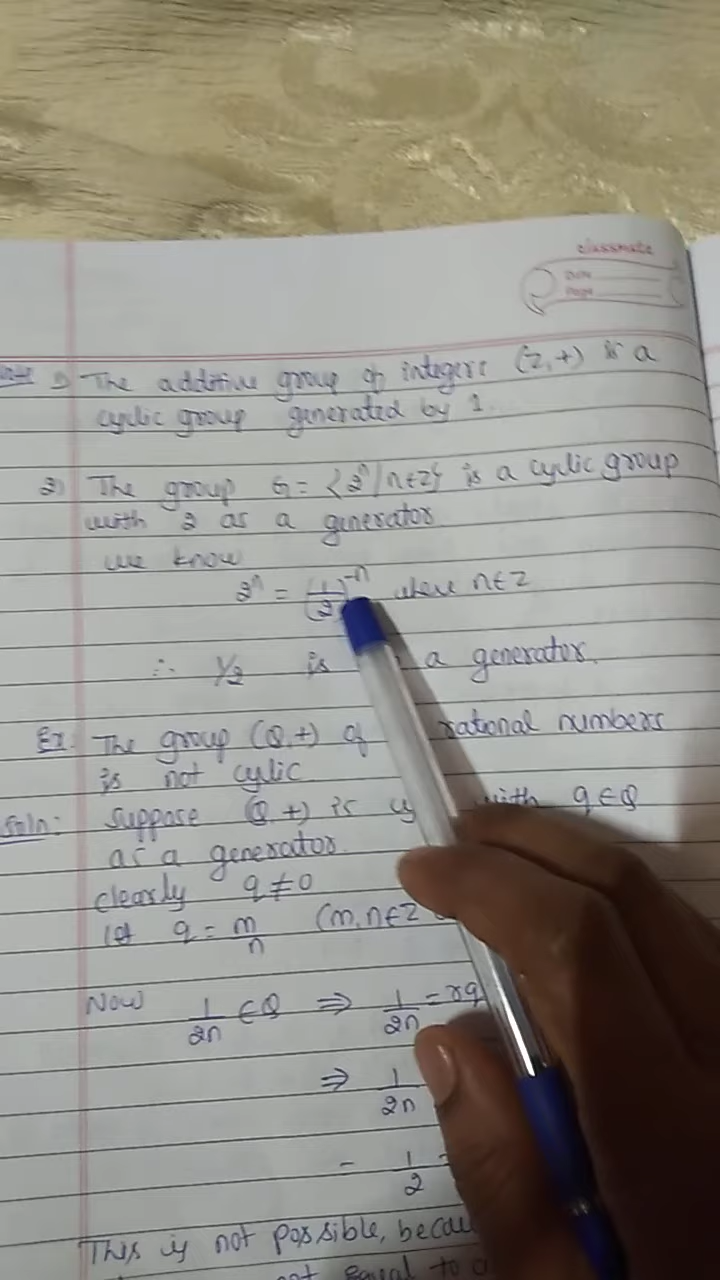 classmate
Date
Page
1) The additive group of integers (Z,+) is a
cyclic group generated by 1.
2) The group G = {2ⁿ/n∈Z} is a cyclic group
with 2 as a generator
we know
2ⁿ = (1/2)⁻ⁿ where n∈Z
∴ 1/2 is a generator.
Ex: The group (Q,+) of rational numbers
is not cylic
Soln: Suppose (Q,+) is with q∈Q
as a generator.
clearly q≠0
let q = m/n (m,n∈Z
Now 1/2n ∈Q ⇒ 1/2n = rq
⇒ 1/2n
1/2 =
This is not possible,
equal to